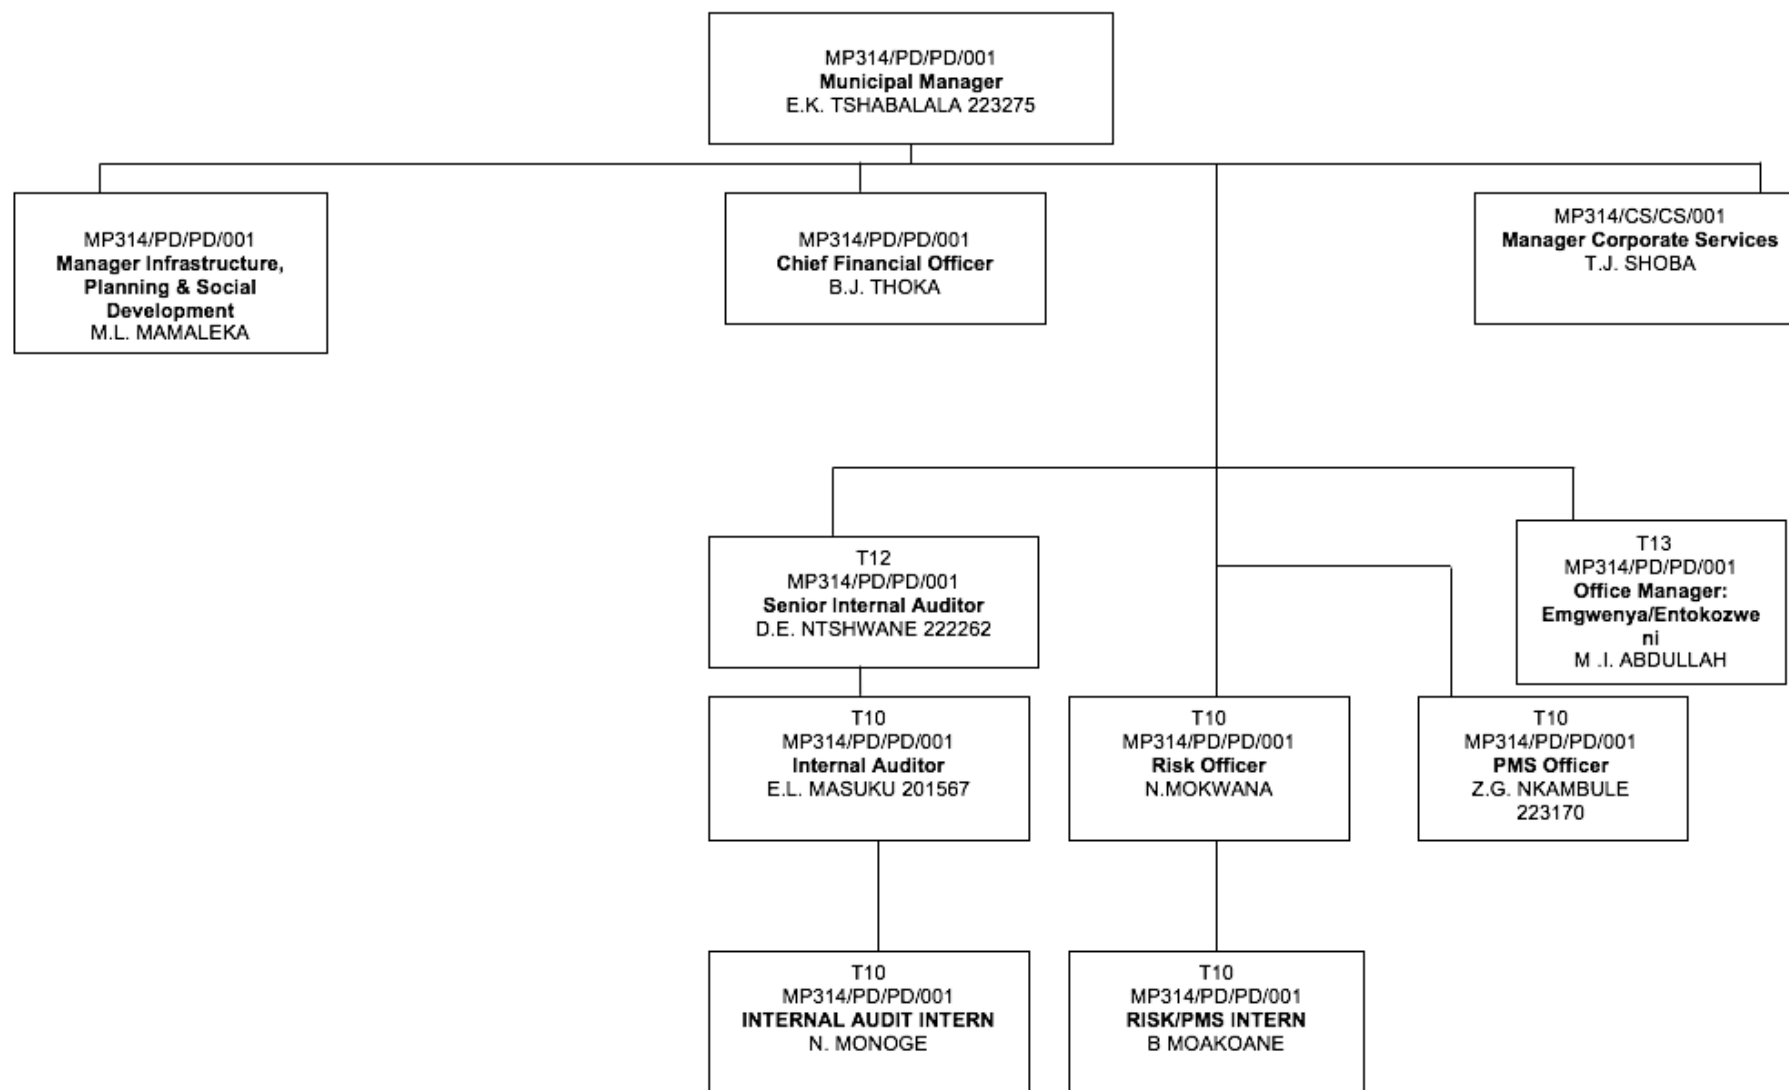 MP314/PD/PD/001
Municipal Manager
E.K. TSHABALALA 223275
MP314/PD/PD/001
Manager Infrastructure,
Planning & Social
Development
M.L. MAMALEKA
MP314/PD/PD/001
Chief Financial Officer
B.J. THOKA
MP314/CS/CS/001
Manager Corporate Services
T.J. SHOBA
T12
MP314/PD/PD/001
Senior Internal Auditor
D.E. NTSHWANE 222262
T13
MP314/PD/PD/001
Office Manager:
Emgwenya/Entokozwe
ni
M .I. ABDULLAH
T10
MP314/PD/PD/001
Internal Auditor
E.L. MASUKU 201567
T10
MP314/PD/PD/001
Risk Officer
N.MOKWANA
T10
MP314/PD/PD/001
PMS Officer
Z.G. NKAMBULE
223170
T10
MP314/PD/PD/001
INTERNAL AUDIT INTERN
N. MONOGE
T10
MP314/PD/PD/001
RISK/PMS INTERN
B MOAKOANE